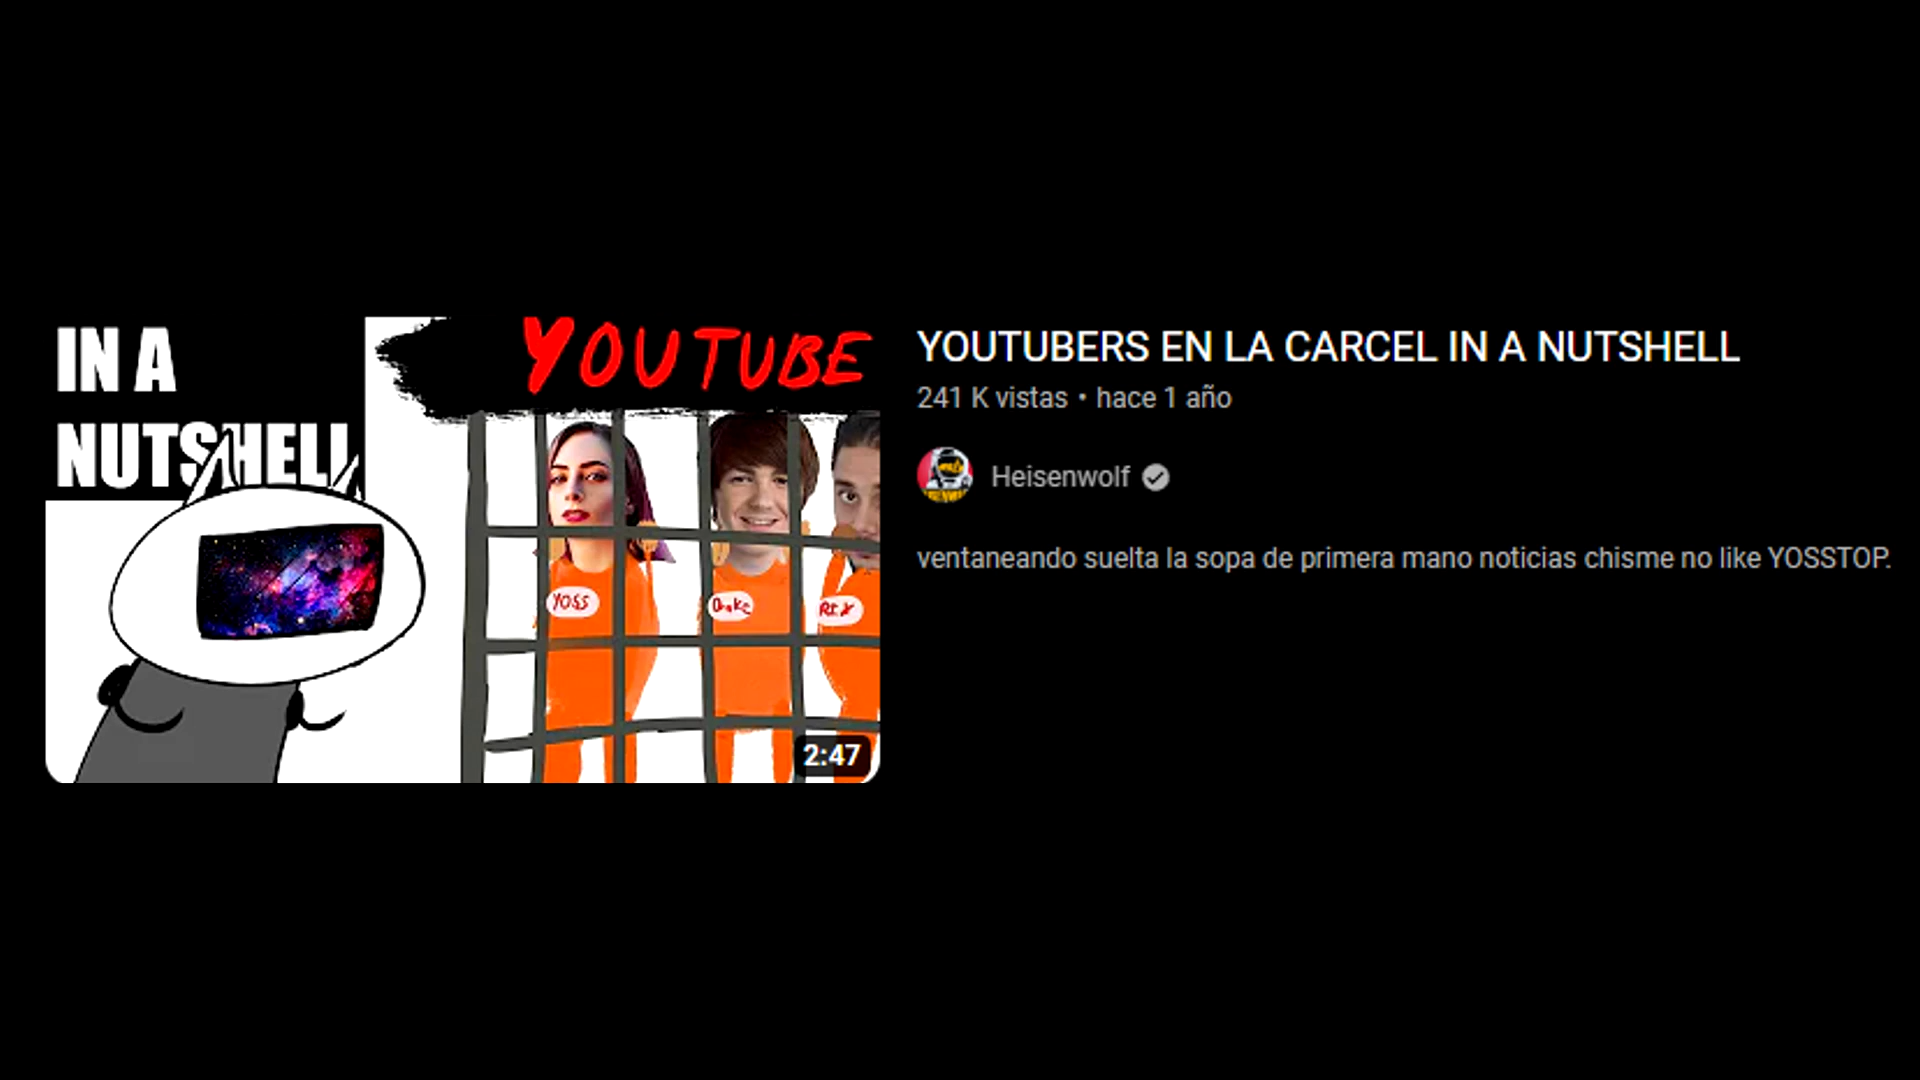 IN A
NUTSHELL
YOUTUBE
YOSS
Drake
RIX
2:47
YOUTUBERS EN LA CARCEL IN A NUTSHELL
241 K vistas • hace 1 año
Heisenwolf
ventaneando suelta la sopa de primera mano noticias chisme no like YOSSTOP.